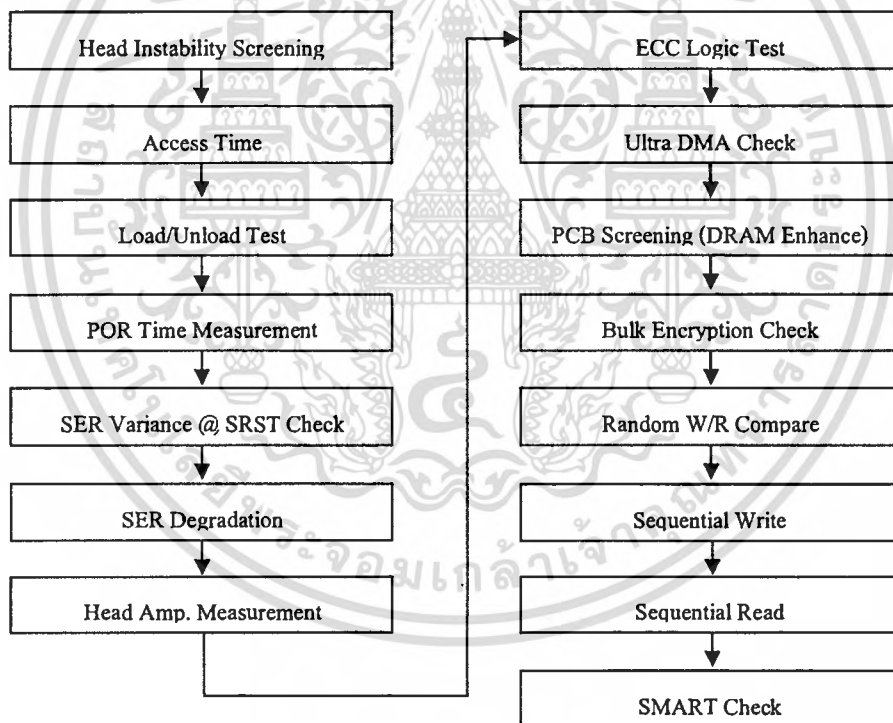 Head Instability Screening
Access Time
Load/Unload Test
POR Time Measurement
SER Variance @ SRST Check
SER Degradation
Head Amp. Measurement
ECC Logic Test
Ultra DMA Check
PCB Screening (DRAM Enhance)
Bulk Encryption Check
Random W/R Compare
Sequential Write
Sequential Read
SMART Check